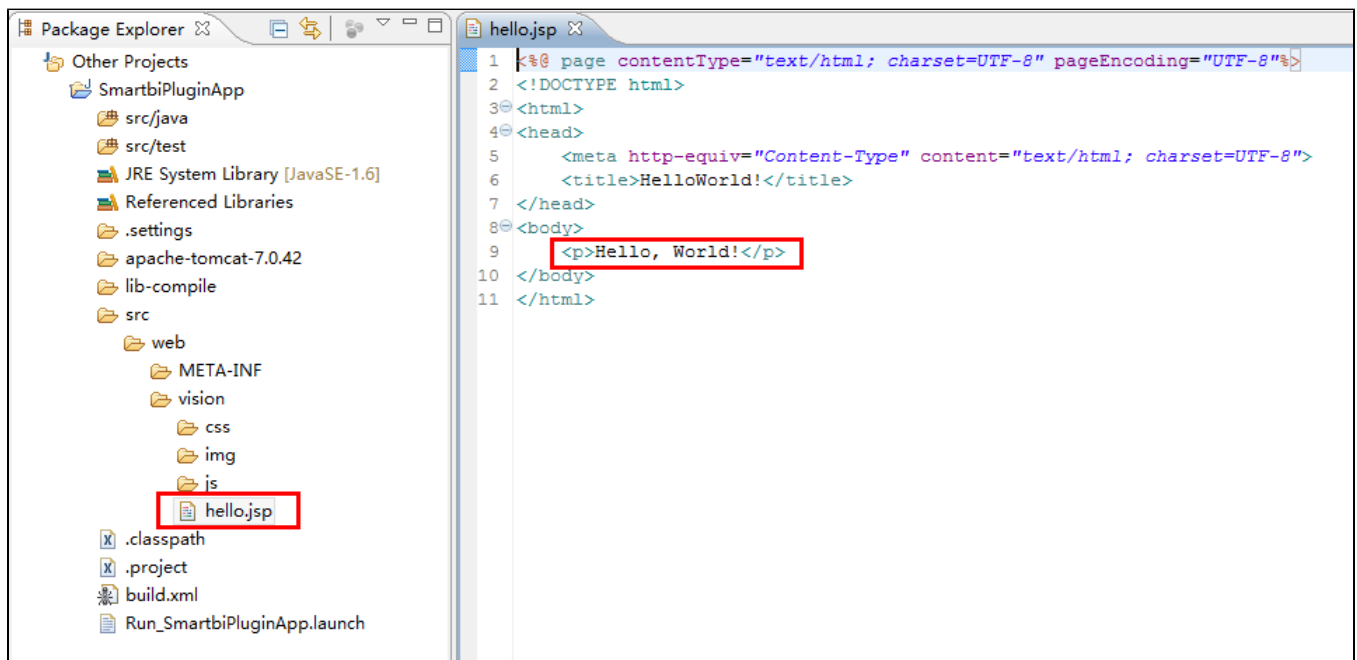 Package Explorer
Other Projects
SmartbiPluginApp
src/java
src/test
JRE System Library [JavaSE-1.6]
Referenced Libraries
.settings
apache-tomcat-7.0.42
lib-compile
src
web
META-INF
vision
css
img
js
hello.jsp
.classpath
.project
build.xml
Run_SmartbiPluginApp.launch
hello.jsp
1 <%@ page contentType="text/html; charset=UTF-8" pageEncoding="UTF-8"%>
2 <!DOCTYPE html>
3 <html>
4 <head>
5 <meta http-equiv="Content-Type" content="text/html; charset=UTF-8">
6 <title>HelloWorld!</title>
7 </head>
8 <body>
9 <p>Hello, World!</p>
10 </body>
11 </html>